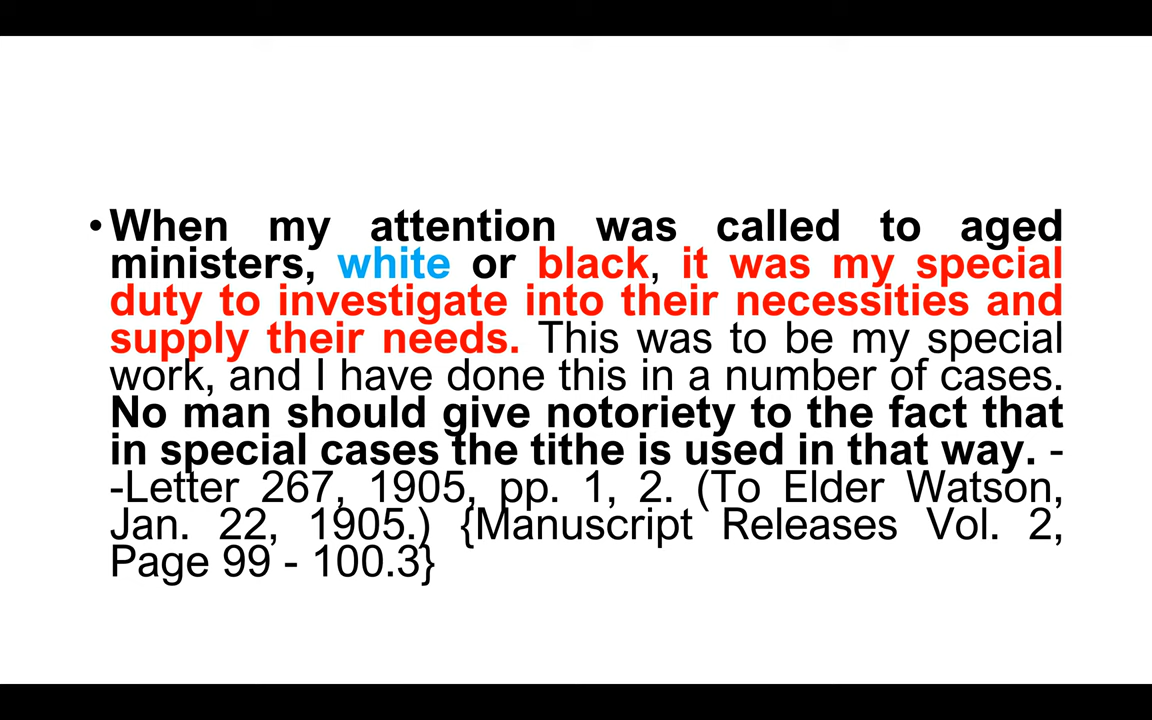 •When my attention was called to aged
ministers, white or black, it was my special
duty to investigate into their necessities and
supply their needs. This was to be my special
work, and I have done this in a number of cases.
No man should give notoriety to the fact that
in special cases the tithe is used in that way. -
-Letter 267, 1905, pp. 1, 2. (To Elder Watson,
Jan. 22, 1905.) {Manuscript Releases Vol. 2,
Page 99 - 100.3}